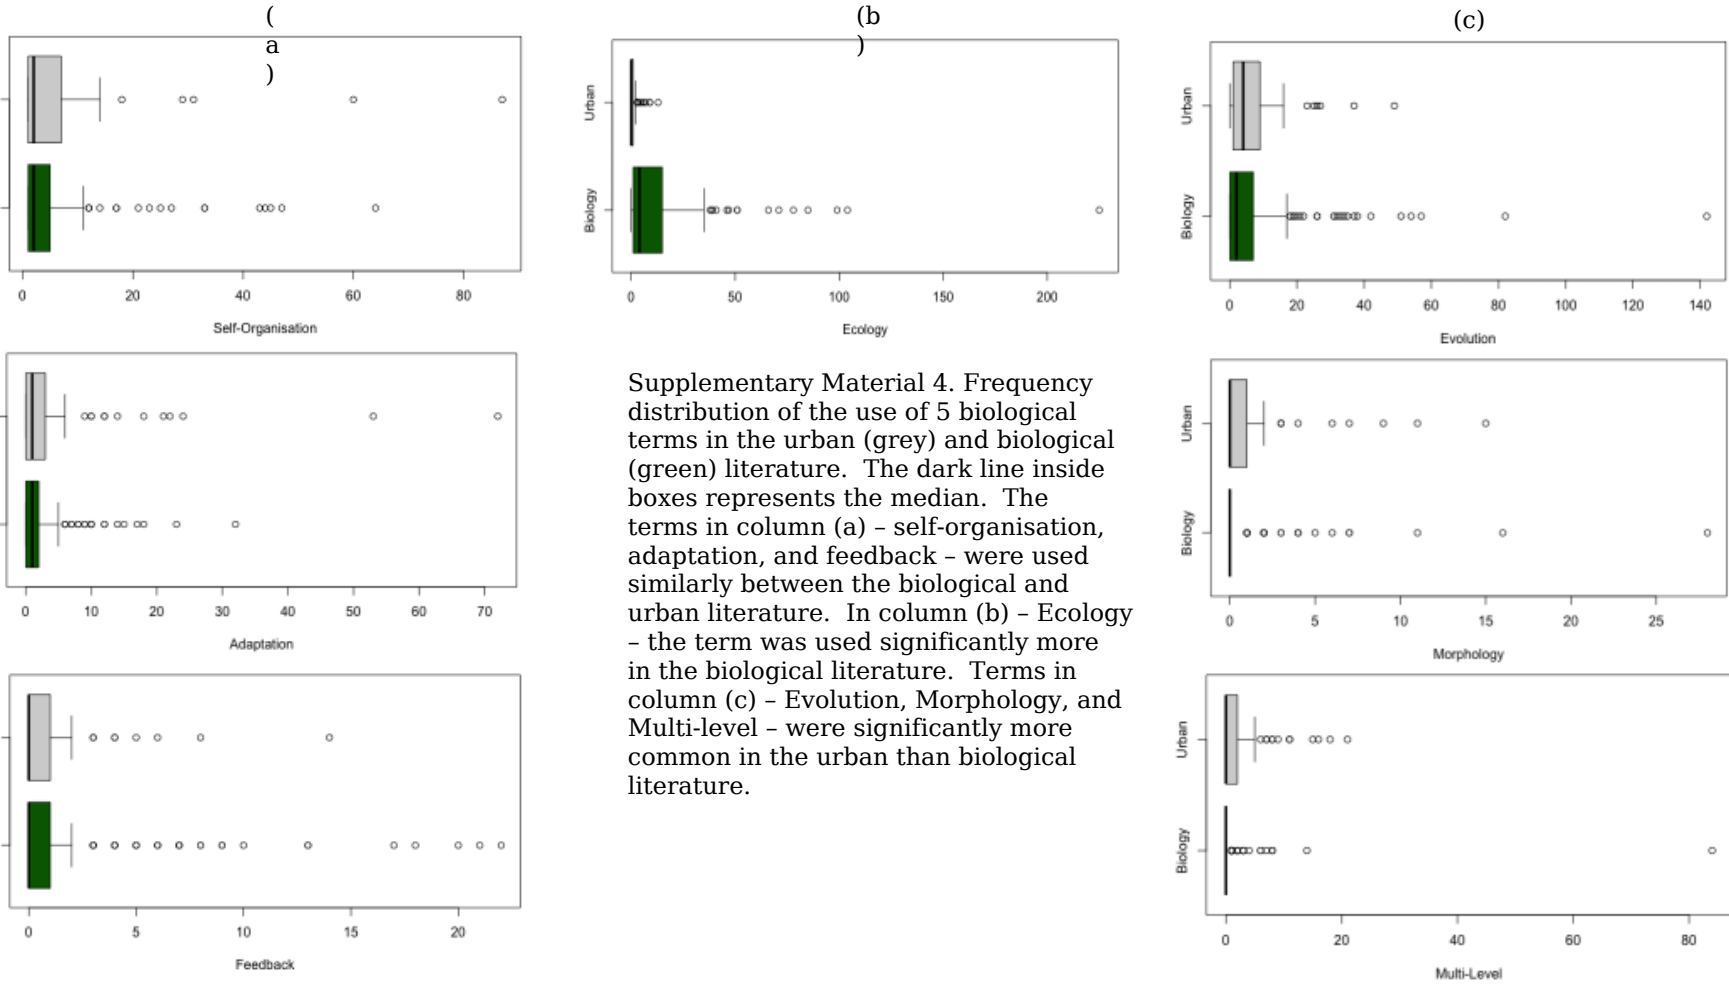 (
a
)
0 20 40 60 80
Self-Organisation
0 10 20 30 40 50 60 70
Adaptation
0 5 10 15 20
Feedback
(b
)
Urban
Biology
0 50 100 150 200
Ecology
Supplementary Material 4. Frequency
distribution of the use of 5 biological
terms in the urban (grey) and biological
(green) literature.  The dark line inside
boxes represents the median.  The
terms in column (a) – self-organisation,
adaptation, and feedback – were used
similarly between the biological and
urban literature.  In column (b) – Ecology
– the term was used significantly more
in the biological literature.  Terms in
column (c) – Evolution, Morphology, and
Multi-level – were significantly more
common in the urban than biological
literature.
(c)
Urban
Biology
0 20 40 60 80 100 120 140
Evolution
Urban
Biology
0 5 10 15 20 25
Morphology
Urban
Biology
0 20 40 60 80
Multi-Level